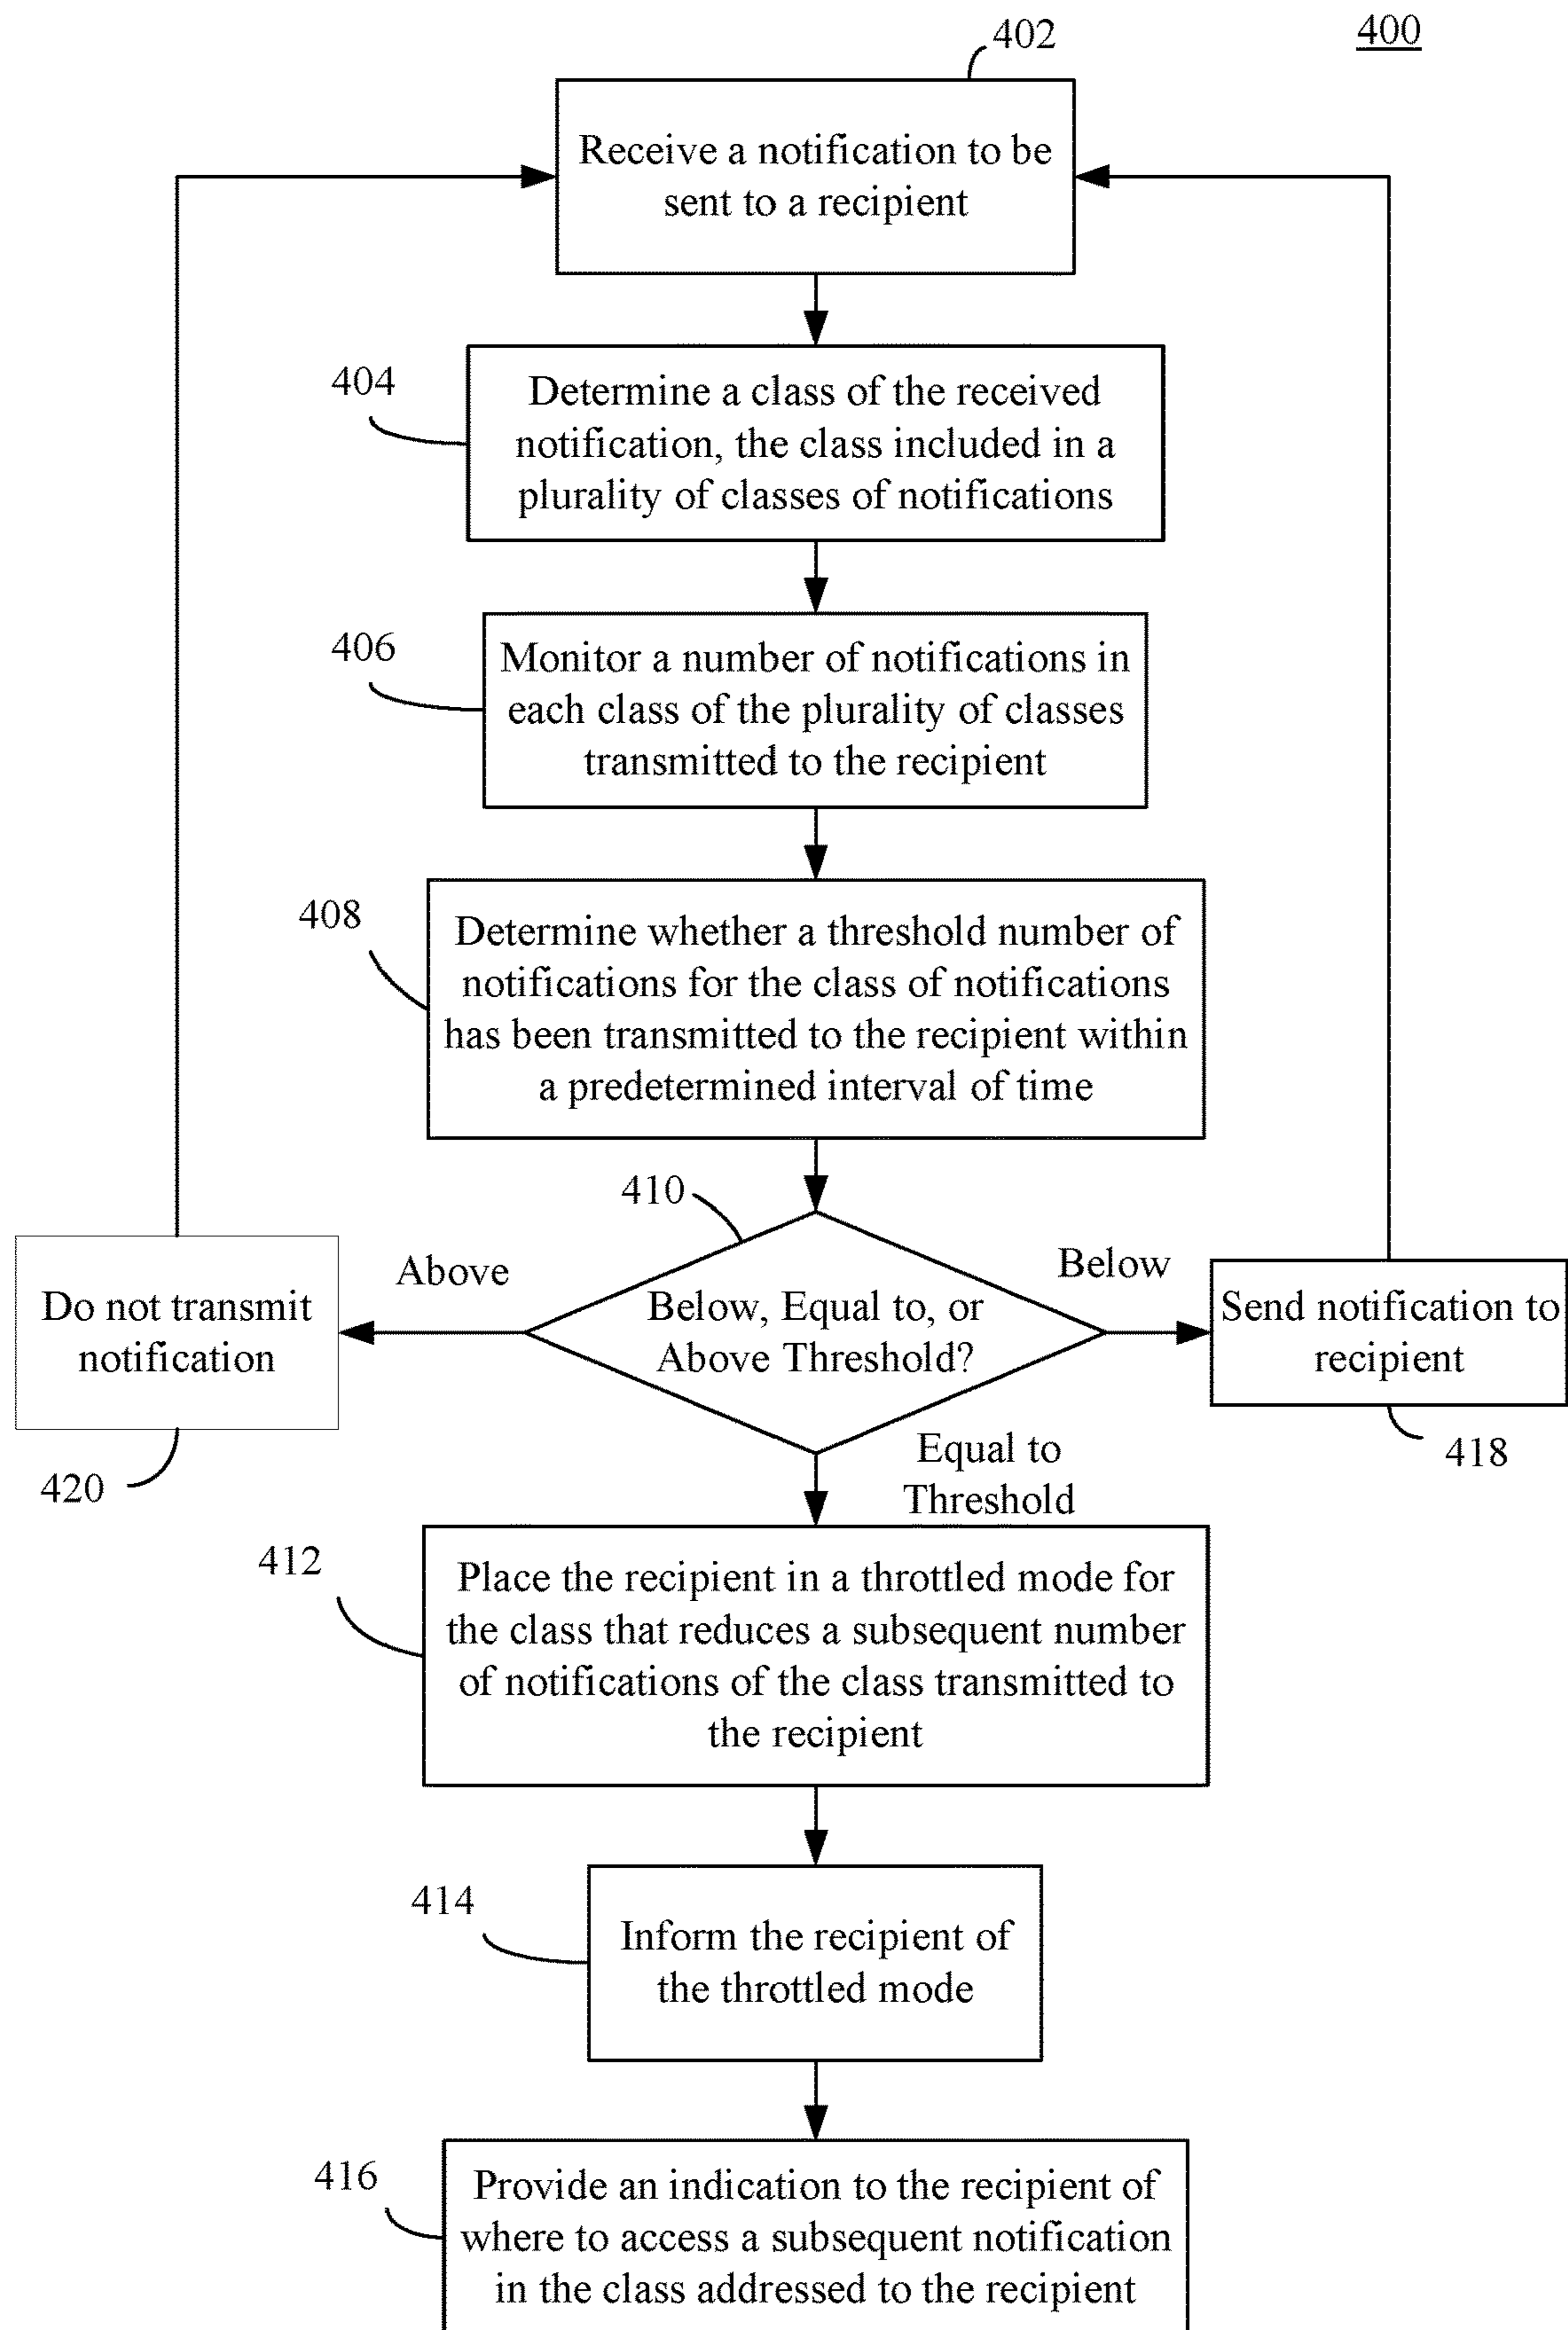 400
402
Receive a notification to be
sent to a recipient
404
Determine a class of the received
notification, the class included in a
plurality of classes of notifications
406
Monitor a number of notifications in
each class of the plurality of classes
transmitted to the recipient
408
Determine whether a threshold number of
notifications for the class of notifications
has been transmitted to the recipient within
a predetermined interval of time
410
Below, Equal to, or
Above Threshold?
Above
Do not transmit
notification
420
Below
Send notification to
recipient
418
Equal to
Threshold
412
Place the recipient in a throttled mode for
the class that reduces a subsequent number
of notifications of the class transmitted to
the recipient
414
Inform the recipient of
the throttled mode
416
Provide an indication to the recipient of
where to access a subsequent notification
in the class addressed to the recipient